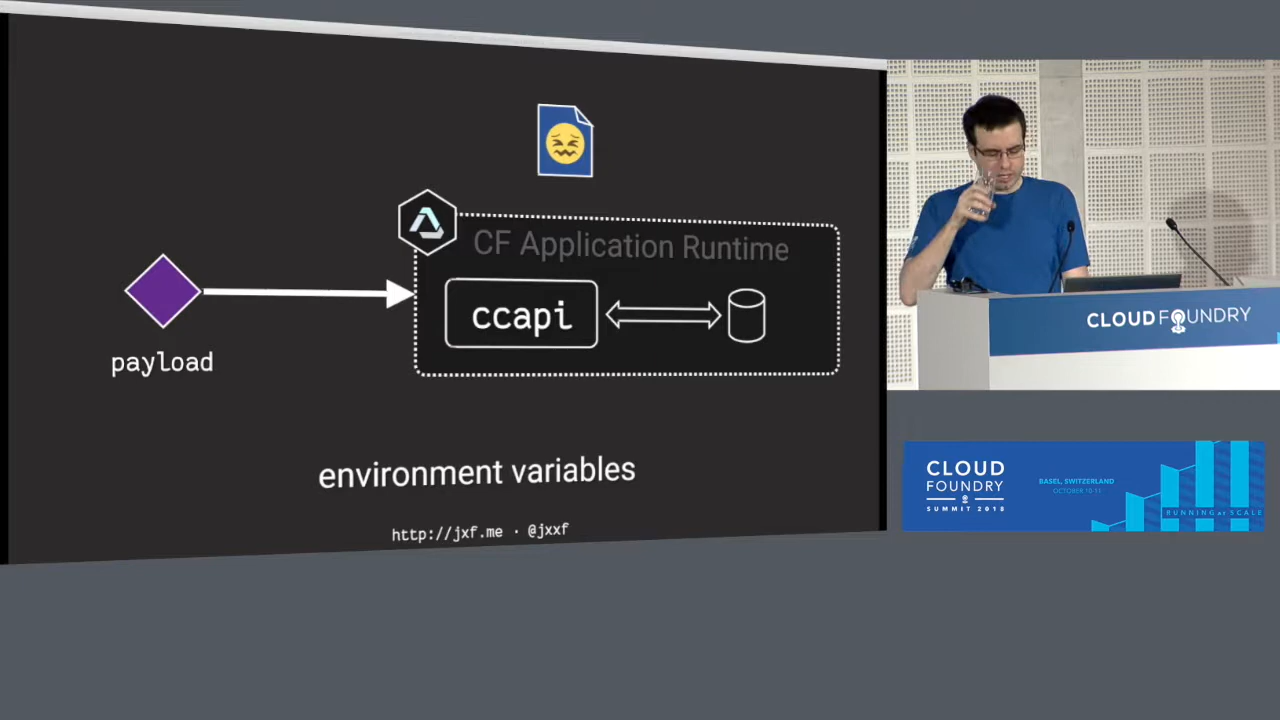 CF Application Runtime
ccapi
payload
environment variables
http://jxf.me · @jxxf
CLOUD FOUNDRY
CLOUD
FOUNDRY
SUMMIT 2018
BASEL, SWITZERLAND
OCTOBER 10-11
RUNNING at SCALE